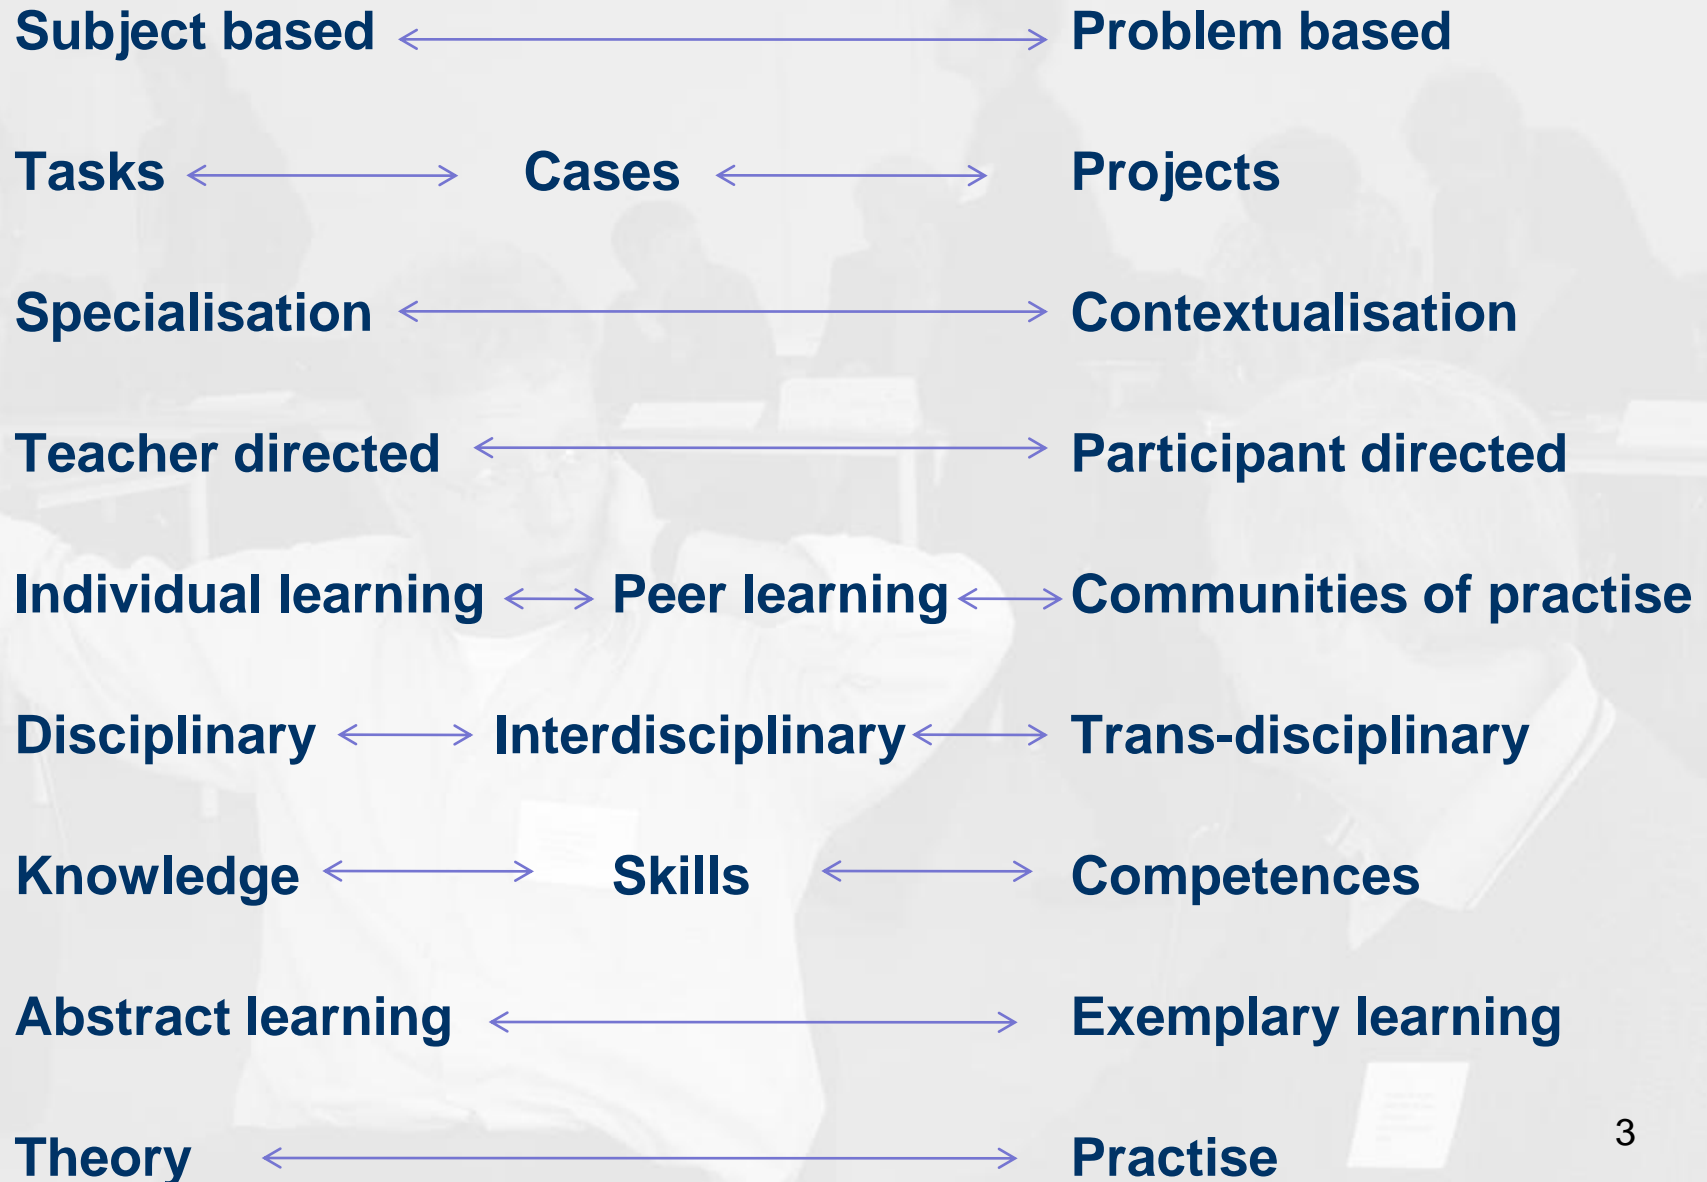 Subject based Problem based
Tasks Cases Projects
Specialisation Contextualisation
Teacher directed Participant directed
Individual learning Peer learning Communities of practise
Disciplinary Interdisciplinary Trans-disciplinary
Knowledge Skills Competences
Abstract learning Exemplary learning
Theory Practise
3